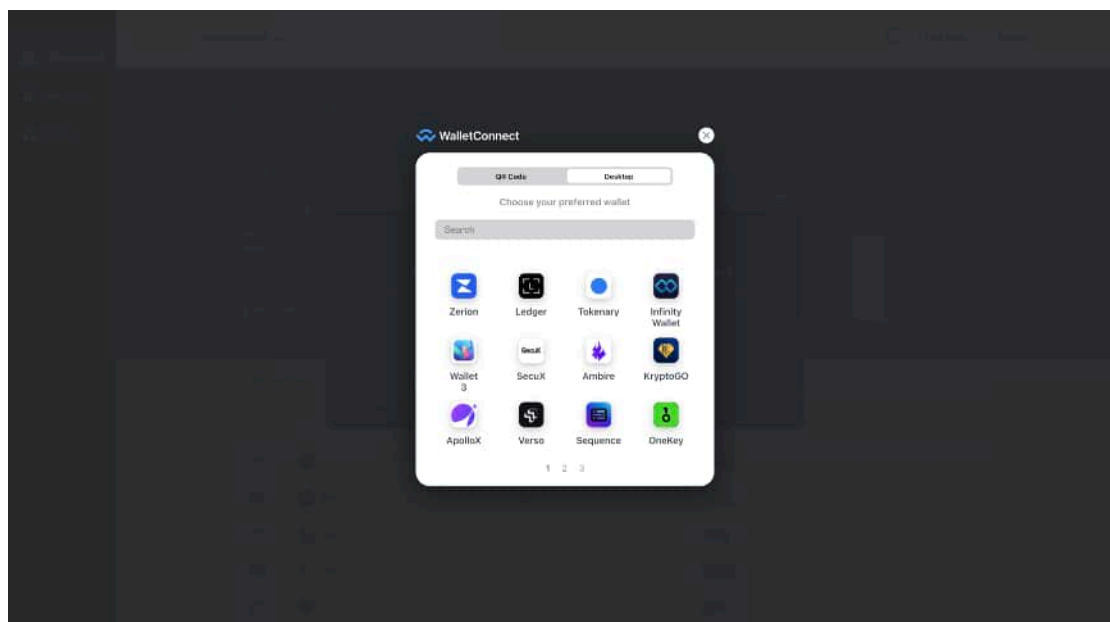 WalletConnect
QR Code
Desktop
Choose your preferred wallet
Search
Zerion
Ledger
Tokenary
Infinity
Wallet
Wallet
3
SecuX
SecuX
Ambire
KryptoGO
ApolloX
Verso
Sequence
OneKey
1 2 3